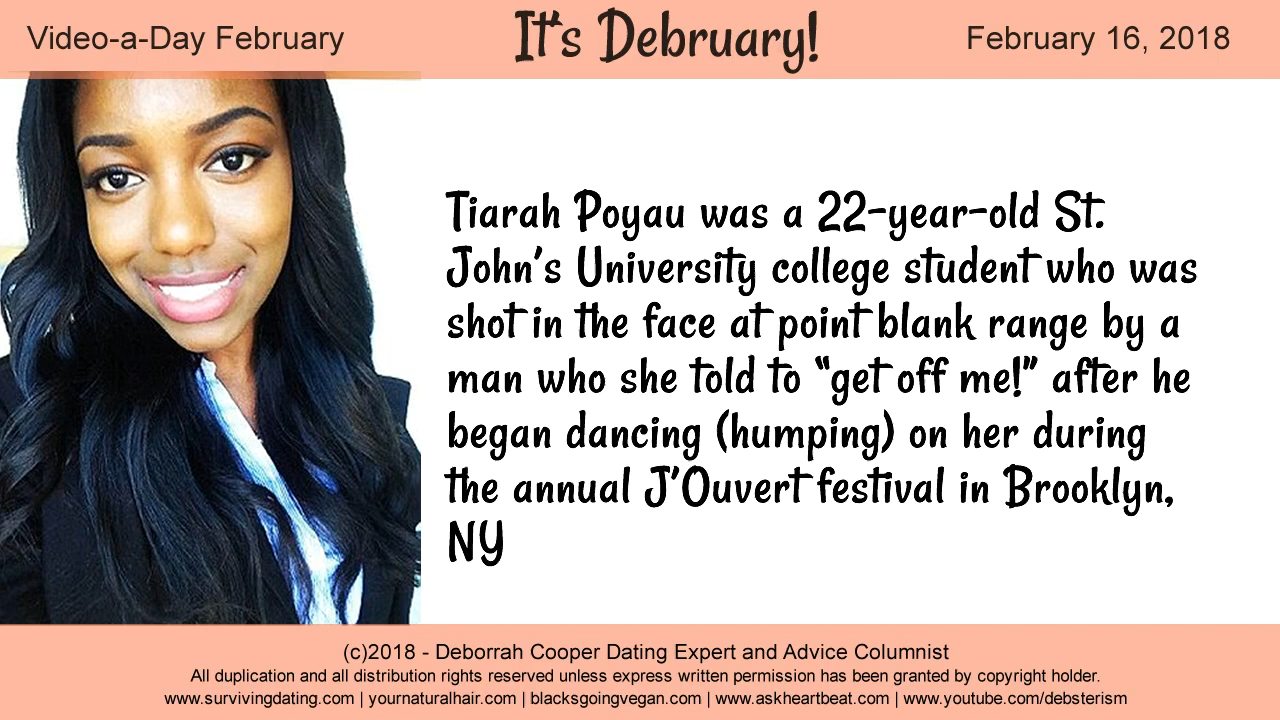 Video-a-Day February
It's Debruary!
February 16, 2018
Tiarah Poyau was a 22-year-old St.
John's University college student who was
shot in the face at point blank range by a
man who she told to “get off me!” after he
began dancing (humping) on her during
the annual J'Ouvert festival in Brooklyn,
NY
(c)2018 - Deborrah Cooper Dating Expert and Advice Columnist
All duplication and all distribution rights reserved unless express written permission has been granted by copyright holder.
www.survivingdating.com | yournaturalhair.com | blacksgoingvegan.com | www.askheartbeat.com | www.youtube.com/debsterism